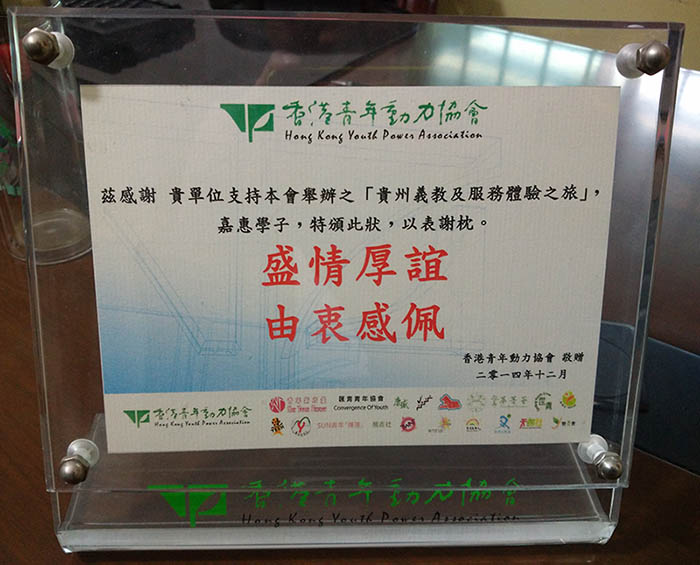 香港青年動力協會
Hong Kong Youth Power Association
茲感謝 貴單位支持本會舉辦之「貴州義教及服務體驗之旅」，
嘉惠學子，特頒此狀，以表謝枕。
盛情厚誼
由衷感佩
香港青年動力協會 敬贈
二零一四年十二月
香港青年動力協會
Hong Kong Youth Power Association
匯青青年協會
Convergence Of Youth
香港青年動力協會
Hong Kong Youth Power Association